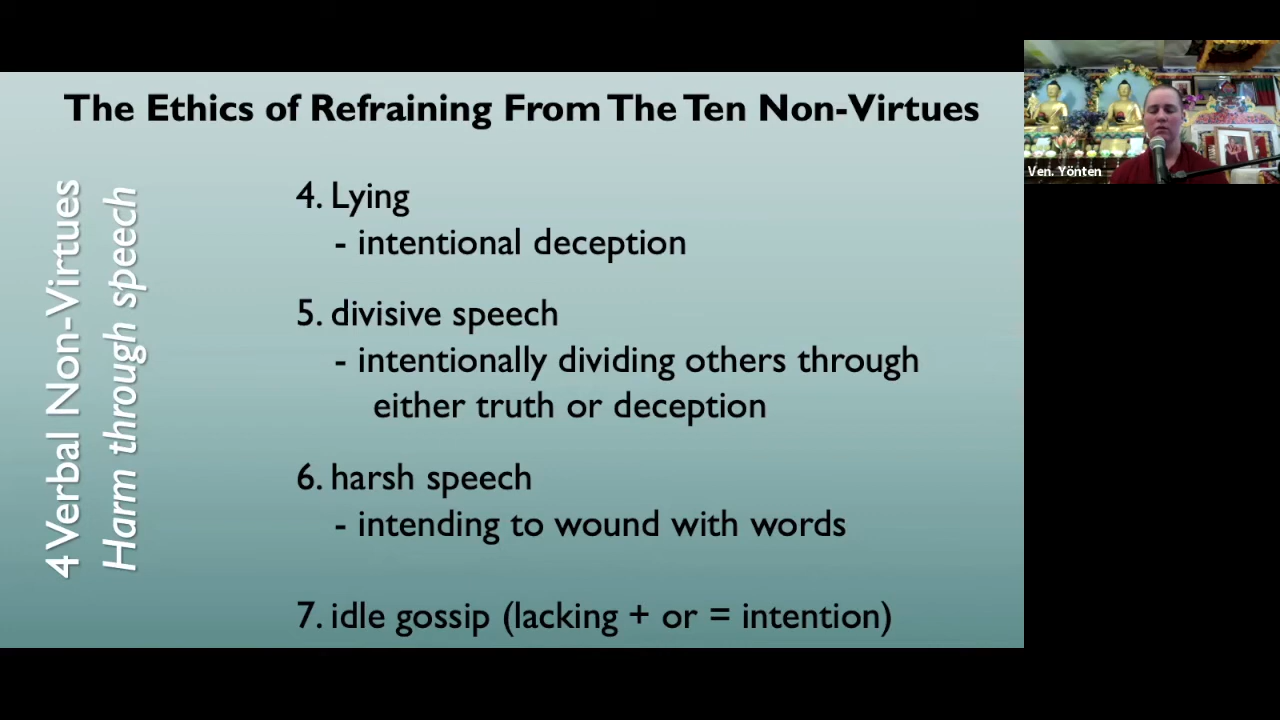 The Ethics of Refraining From The Ten Non-Virtues
4 Verbal Non-Virtues
Harm through speech
4. Lying
- intentional deception
5. divisive speech
- intentionally dividing others through
either truth or deception
6. harsh speech
- intending to wound with words
7. idle gossip (lacking + or = intention)
Ven. Yönten